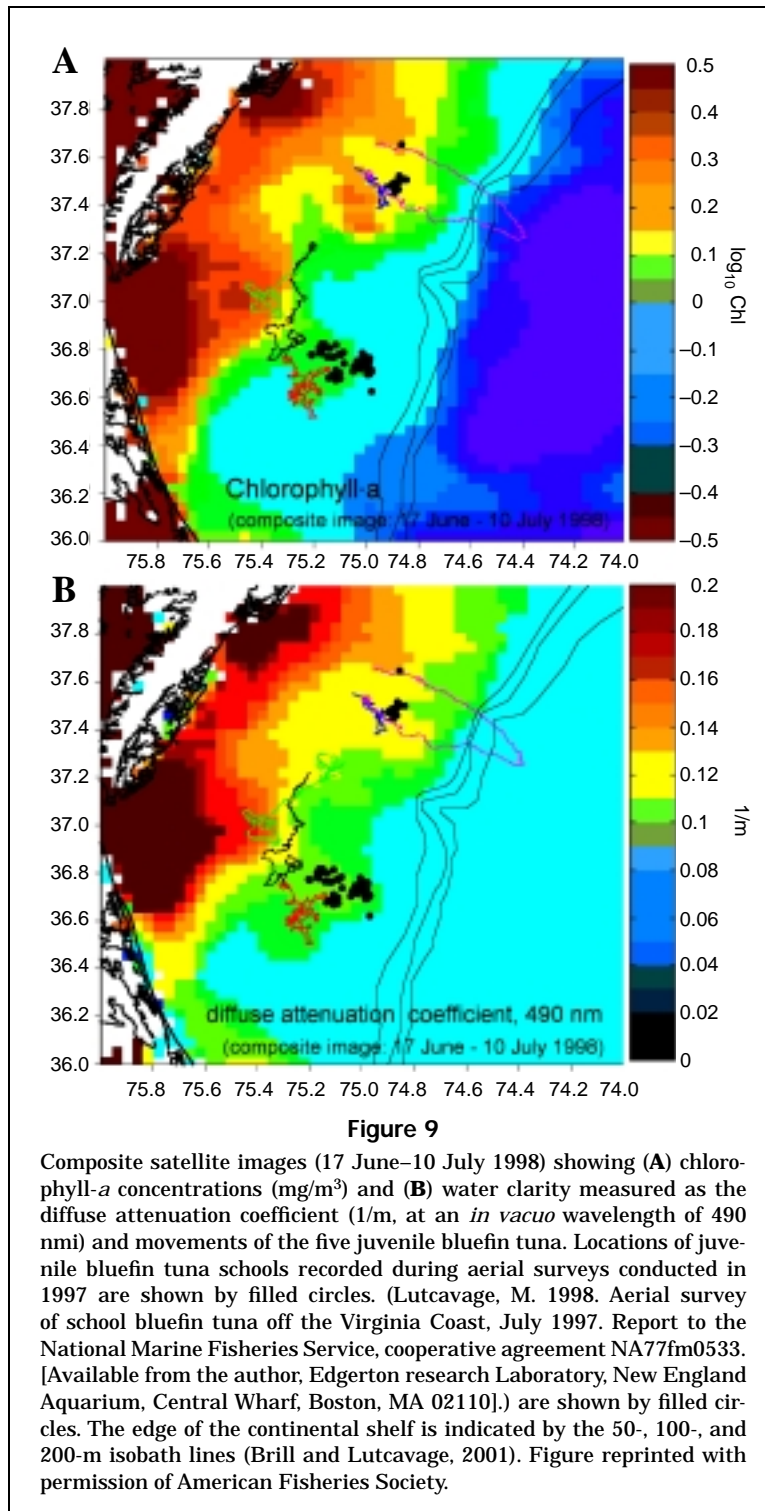 A
37.8
37.6
37.4
37.2
37.0
36.8
36.6
36.4
36.2
36.0
75.8 75.6 75.4 75.2 75.0 74.8 74.6 74.4 74.2 74.0
Chlorophyll-a
(composite image: 17 June - 10 July 1998)
0.5
0.4
0.3
0.2
0.1
0
–0.1
–0.2
–0.3
–0.4
–0.5
log10 Chl
B
37.8
37.6
37.4
37.2
37.0
36.8
36.6
36.4
36.2
36.0
75.8 75.6 75.4 75.2 75.0 74.8 74.6 74.4 74.2 74.0
diffuse attenuation coefficient, 490 nm
(composite image: 17 June - 10 July 1998)
0.2
0.18
0.16
0.14
0.12
0.1
0.08
0.06
0.04
0.02
0
1/m
Figure 9
Composite satellite images (17 June–10 July 1998) showing (A) chloro-
phyll-a concentrations (mg/m³) and (B) water clarity measured as the
diffuse attenuation coefficient (1/m, at an in vacuo wavelength of 490
nmi) and movements of the five juvenile bluefin tuna. Locations of juve-
nile bluefin tuna schools recorded during aerial surveys conducted in
1997 are shown by filled circles. (Lutcavage, M. 1998. Aerial survey
of school bluefin tuna off the Virginia Coast, July 1997. Report to the
National Marine Fisheries Service, cooperative agreement NA77fm0533.
[Available from the author, Edgerton research Laboratory, New England
Aquarium, Central Wharf, Boston, MA 02110].) are shown by filled cir-
cles. The edge of the continental shelf is indicated by the 50-, 100-, and
200-m isobath lines (Brill and Lutcavage, 2001). Figure reprinted with
permission of American Fisheries Society.